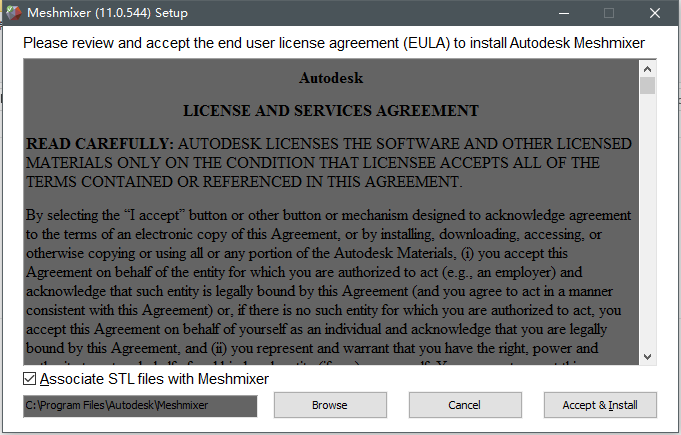 Meshmixer (11.0.544) Setup
Please review and accept the end user license agreement (EULA) to install Autodesk Meshmixer
Autodesk
LICENSE AND SERVICES AGREEMENT
READ CAREFULLY: AUTODESK LICENSES THE SOFTWARE AND OTHER LICENSED
MATERIALS ONLY ON THE CONDITION THAT LICENSEE ACCEPTS ALL OF THE
TERMS CONTAINED OR REFERENCED IN THIS AGREEMENT.
By selecting the “I accept” button or other button or mechanism designed to acknowledge agreement
to the terms of an electronic copy of this Agreement, or by installing, downloading, accessing, or
otherwise copying or using all or any portion of the Autodesk Materials, (i) you accept this
Agreement on behalf of the entity for which you are authorized to act (e.g., an employer) and
acknowledge that such entity is legally bound by this Agreement (and you agree to act in a manner
consistent with this Agreement) or, if there is no such entity for which you are authorized to act, you
accept this Agreement on behalf of yourself as an individual and acknowledge that you are legally
bound by this Agreement, and (ii) you represent and warrant that you have the right, power and
Associate STL files with Meshmixer
C:\Program Files\Autodesk\Meshmixer
Browse
Cancel
Accept & Install